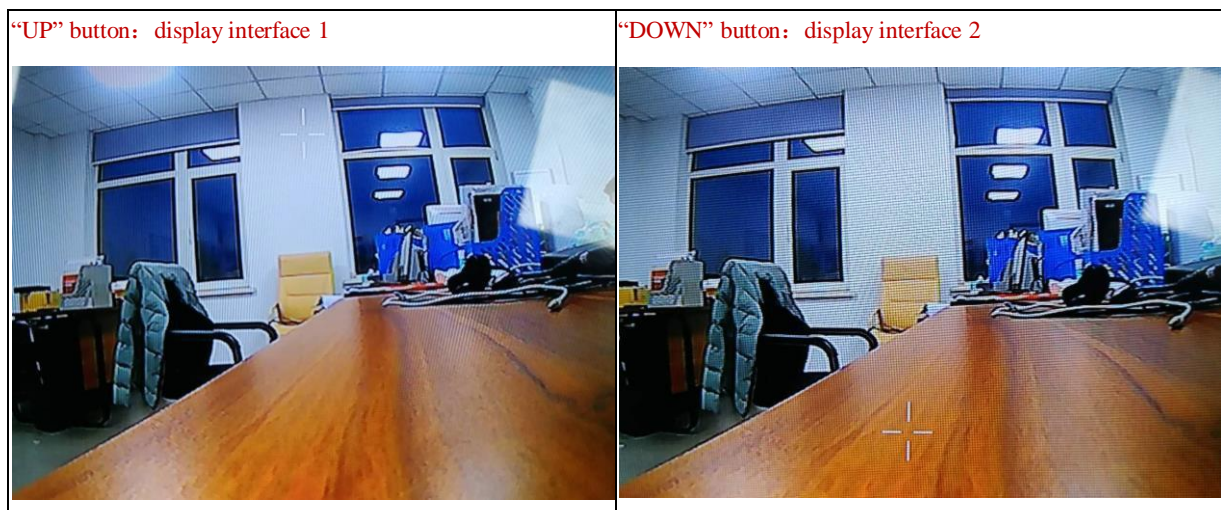 “UP” button：display interface 1
“DOWN” button：display interface 2